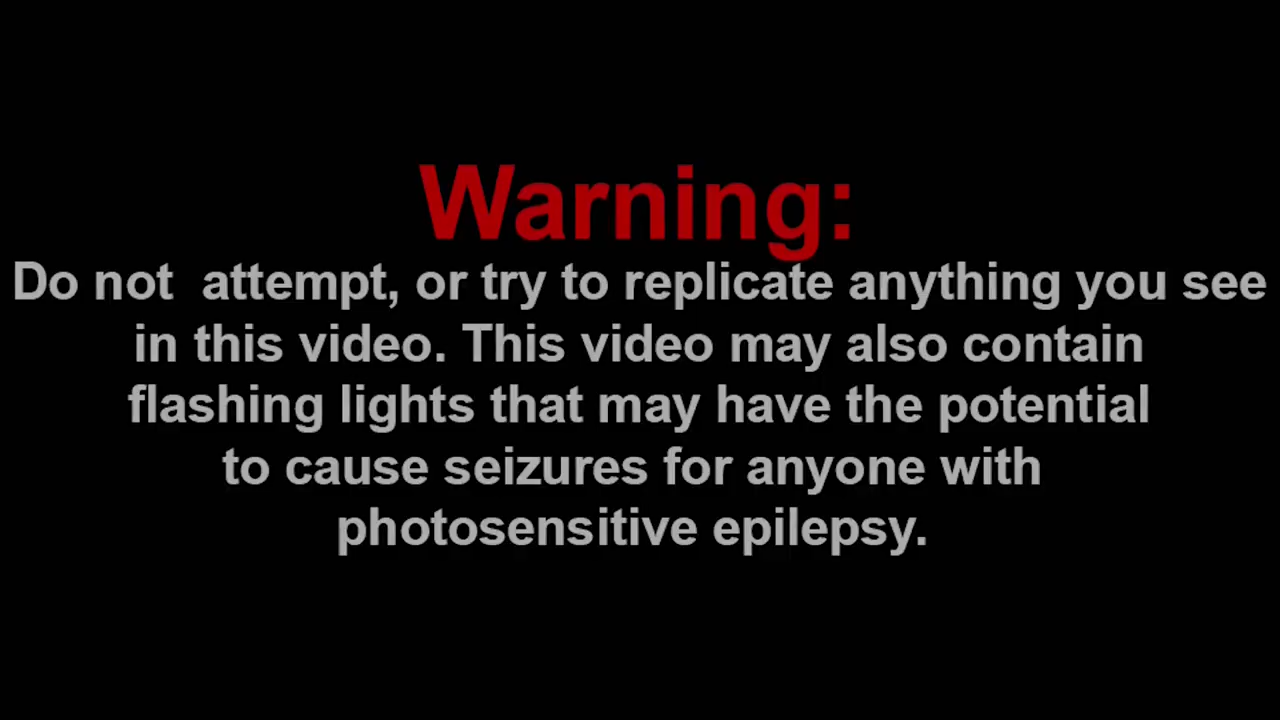 Warning:
Do not  attempt, or try to replicate anything you see
in this video. This video may also contain
flashing lights that may have the potential
to cause seizures for anyone with
photosensitive epilepsy.